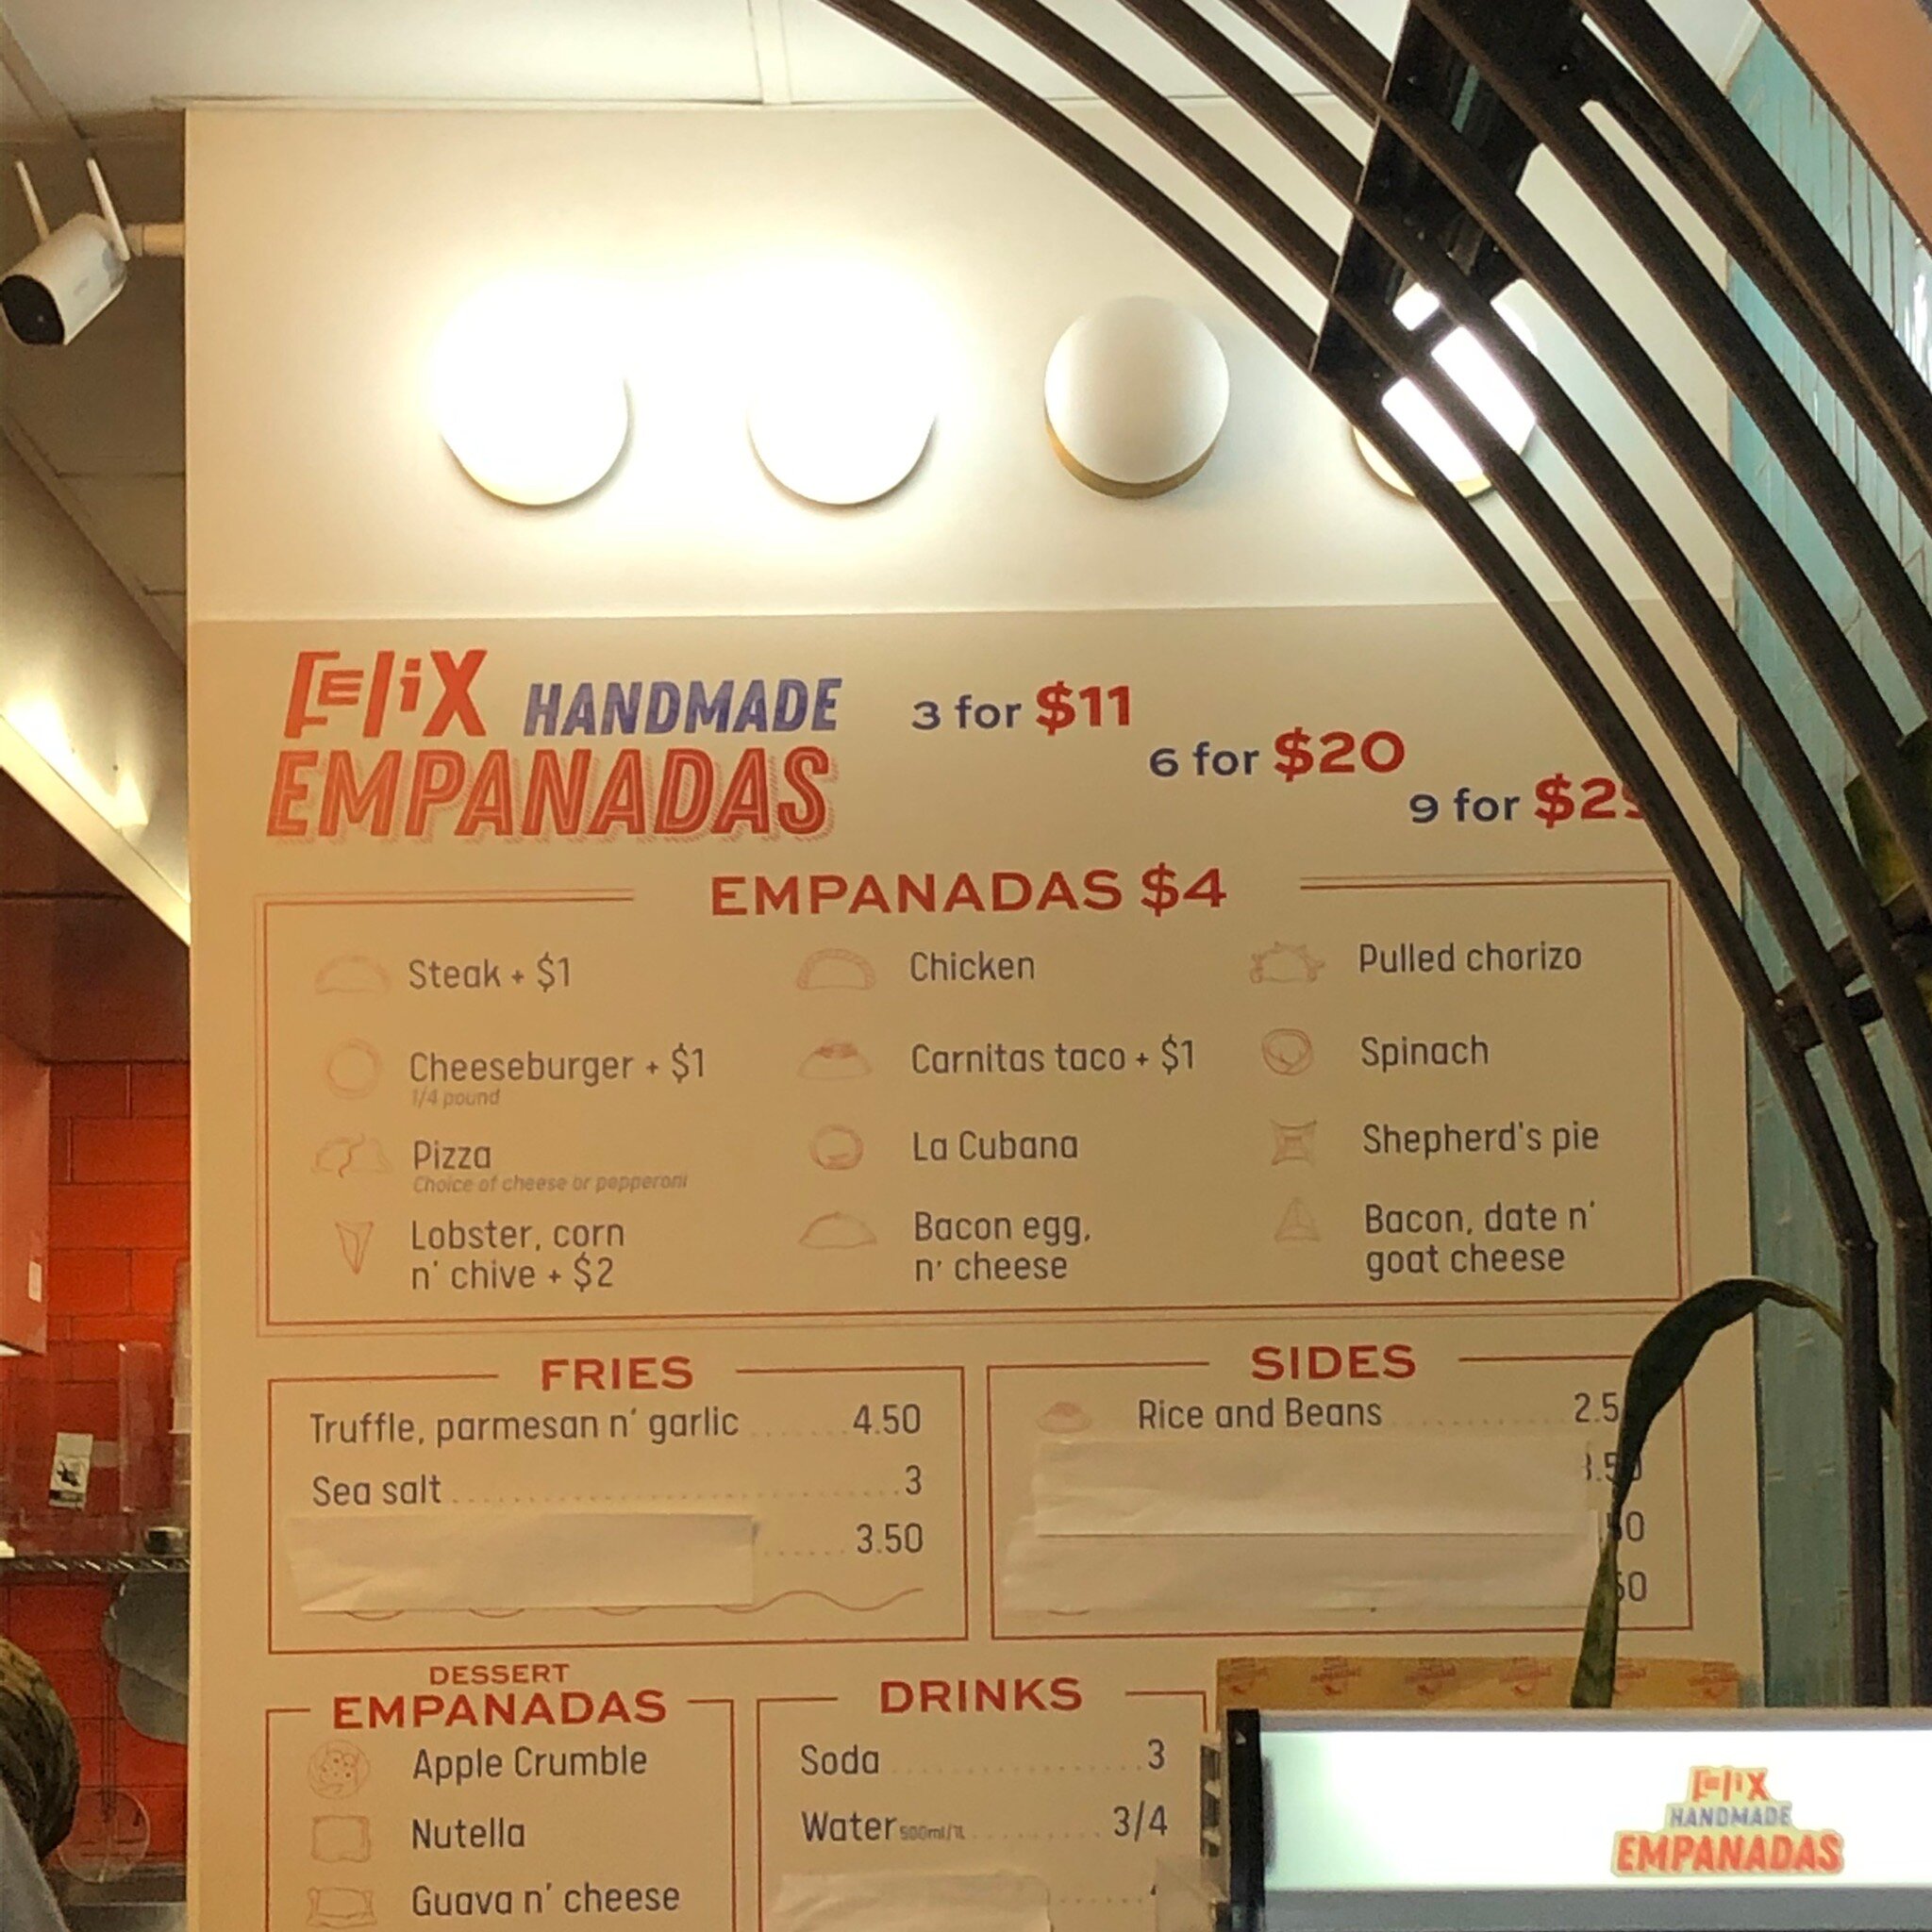 FELIX HANDMADE
EMPANADAS
3 for $11
6 for $20
9 for
EMPANADAS $4
Steak + $1
Chicken
Pulled chorizo
Cheeseburger + $1
1/4 pound
Carnitas taco + $1
Spinach
Pizza
Choice of cheese or pepperoni
La Cubana
Shepherd's pie
Lobster, corn
n' chive + $2
Bacon egg,
n' cheese
Bacon, date n'
goat cheese
FRIES
Truffle, parmesan n' garlic 4.50
Sea salt 3
3.50
SIDES
Rice and Beans
DESSERT
EMPANADAS
Apple Crumble
Nutella
Guava n' cheese
DRINKS
Soda 3
Water 500ml/1L 3/4
FELIX
HANDMADE
EMPANADAS